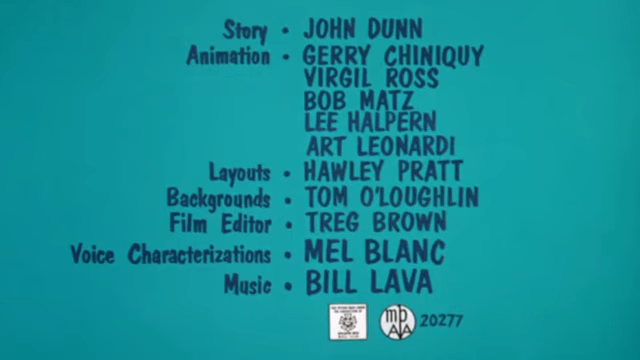 Story • JOHN DUNN
Animation • GERRY CHINIQUY
VIRGIL ROSS
BOB MATZ
LEE HALPERN
ART LEONARDI
Layouts • HAWLEY PRATT
Backgrounds • TOM O'LOUGHLIN
Film Editor • TREG BROWN
Voice Characterizations • MEL BLANC
Music • BILL LAVA
20277